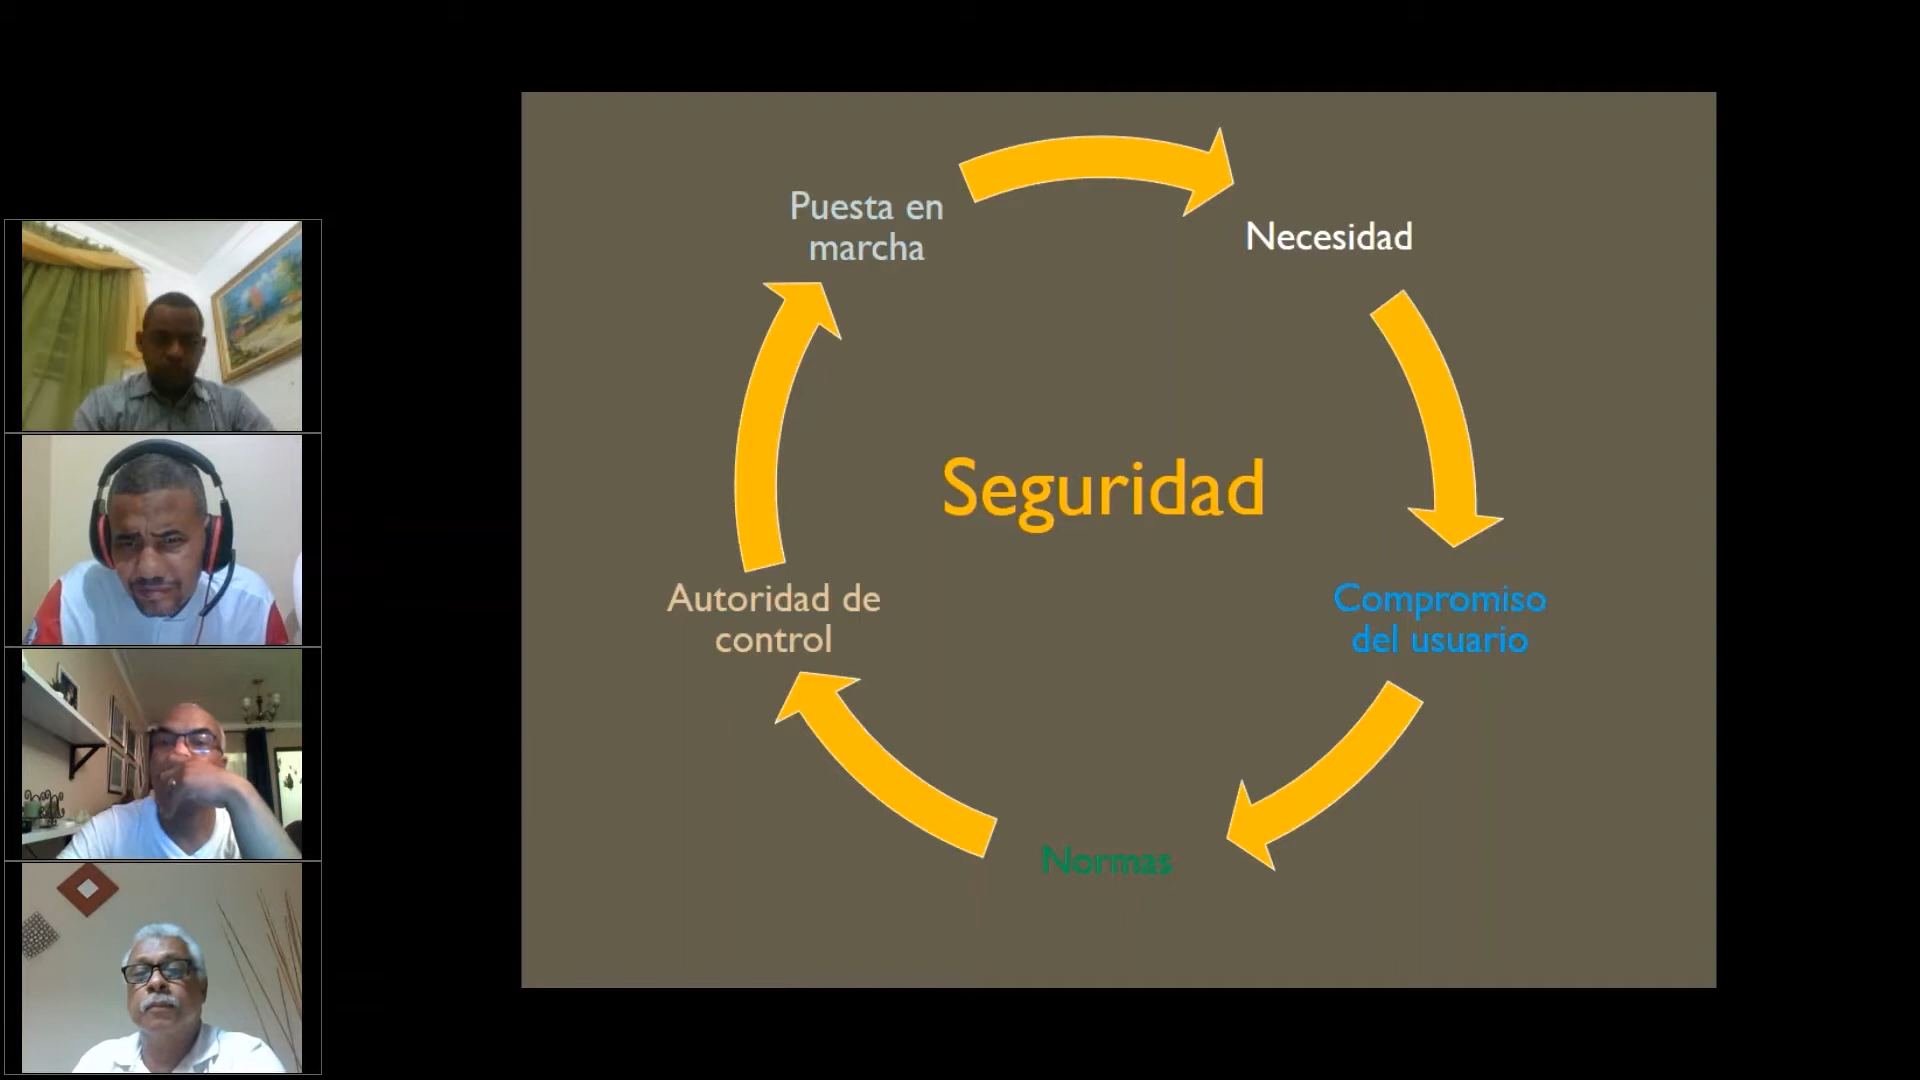 Puesta en
marcha
Necesidad
Seguridad
Autoridad de
control
Compromiso
del usuario
Normas